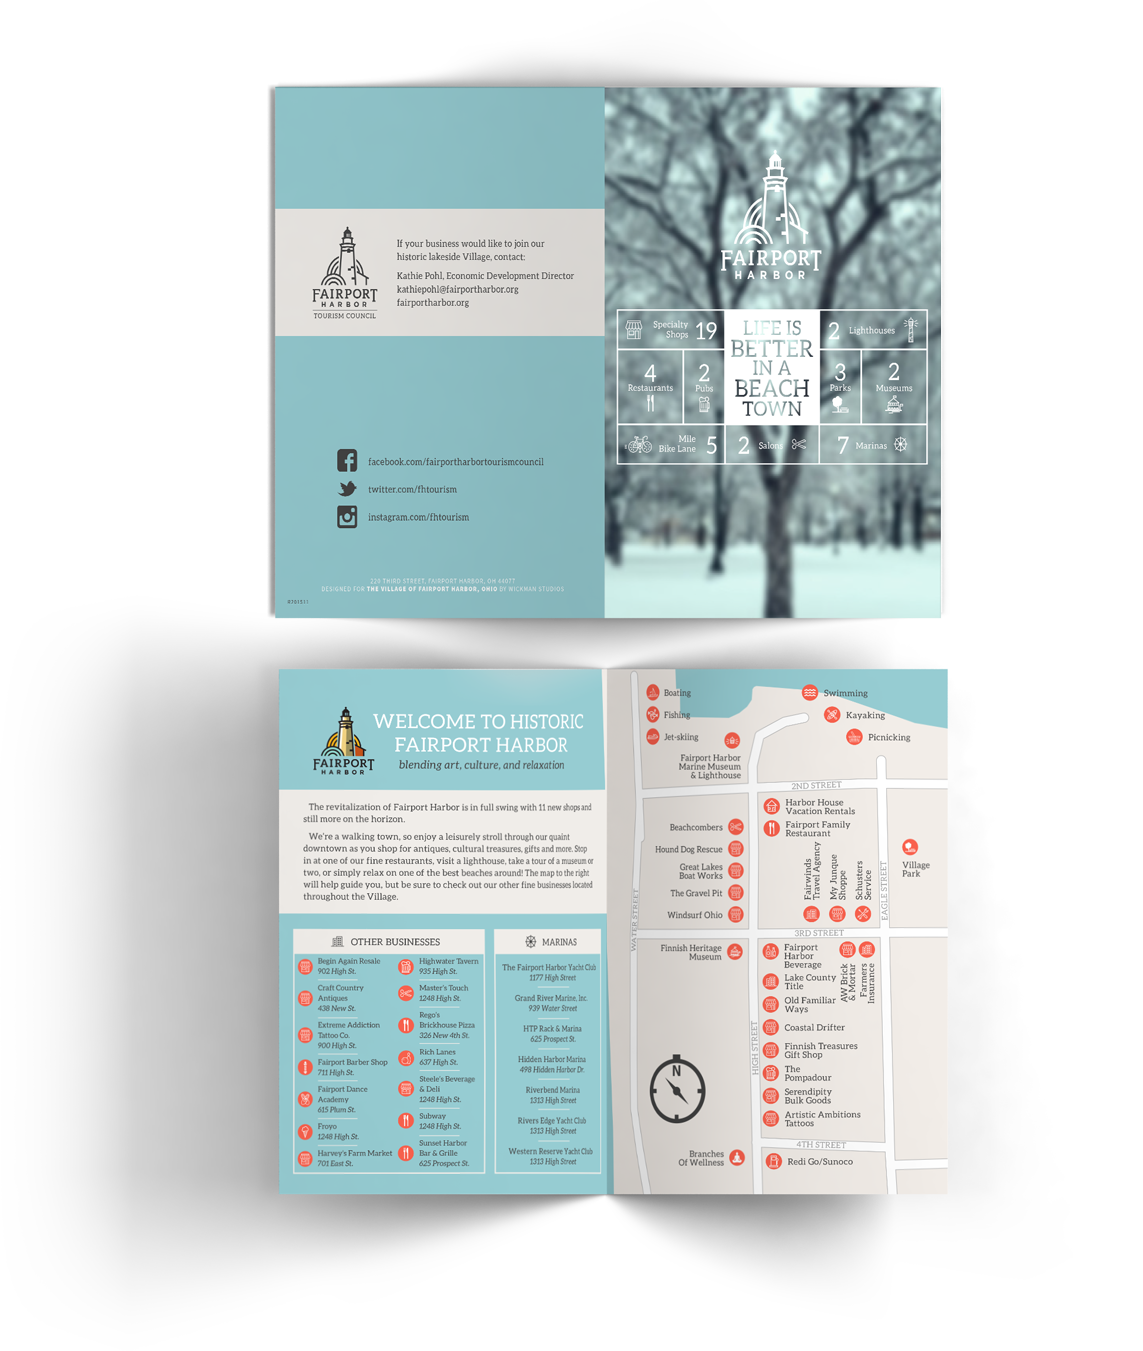 FAIRPORT
HARBOR
TOURISM COUNCIL
If your business would like to join our
historic lakeside Village, contact:
Kathie Pohl, Economic Development Director
kathiepohl@fairportharbor.org
fairportharbor.org
facebook.com/fairportharbortourismcouncil
twitter.com/fhtourism
instagram.com/fhtourism
220 THIRD STREET, FAIRPORT HARBOR, OH 44077
DESIGNED FOR THE VILLAGE OF FAIRPORT HARBOR, OHIO BY WICKMAN STUDIOS
FAIRPORT
HARBOR
Specialty
Shops 19
LIFE IS
BETTER
IN A
BEACH
TOWN
2 Lighthouses
4
Restaurants
2
Pubs
3
Parks
2
Museums
Mile
Bike Lane 5
2 Salons
7 Marinas
FAIRPORT
HARBOR
WELCOME TO HISTORIC
FAIRPORT HARBOR
blending art, culture, and relaxation
The revitalization of Fairport Harbor is in full swing with 11 new shops and
still more on the horizon.
We're a walking town, so enjoy a leisurely stroll through our quaint
downtown as you shop for antiques, cultural treasures, gifts and more. Stop
in at one of our fine restaurants, visit a lighthouse, take a tour of a museum or
two, or simply relax on one of the best beaches around! The map to the right
will help guide you, but be sure to check out our other fine businesses located
throughout the Village.
OTHER BUSINESSES
Begin Again Resale
902 High St.
Craft Country
Antiques
438 New St.
Extreme Addiction
Tattoo Co.
900 High St.
Fairport Barber Shop
711 High St.
Fairport Dance
Academy
615 Plum St.
Froyo
1248 High St.
Harvey's Farm Market
701 East St.
Highwater Tavern
935 High St.
Master's Touch
1248 High St.
Rego's
Brickhouse Pizza
326 New 4th St.
Rich Lanes
637 High St.
Steele's Beverage
& Deli
1248 High St.
Subway
1248 High St.
Sunset Harbor
Bar & Grille
625 Prospect St.
MARINAS
The Fairport Harbor Yacht Club
1177 High Street
Grand River Marine, Inc.
939 Water Street
HTP Rack & Marina
625 Prospect St.
Hidden Harbor Marina
498 Hidden Harbor Dr.
Riverbend Marina
1313 High Street
Rivers Edge Yacht Club
1313 High Street
Western Reserve Yacht Club
1313 High Street
Boating
Fishing
Jet-skiing
Swimming
Kayaking
Picnicking
Fairport Harbor
Marine Museum
& Lighthouse
2ND STREET
Harbor House
Vacation Rentals
Fairport Family
Restaurant
Beachcombers
Hound Dog Rescue
Great Lakes
Boat Works
The Gravel Pit
Windsurf Ohio
Fairwinds
Travel Agency
My Junque
Shoppe
Schusters
Service
Village
Park
WATER STREET
EAGLE STREET
3RD STREET
Finnish Heritage
Museum
Fairport
Harbor
Beverage
Lake County
Title
Old Familiar
Ways
AW Brick
& Mortar
Farmers
Insurance
Coastal Drifter
Finnish Treasures
Gift Shop
The
Pompadour
Serendipity
Bulk Goods
Artistic Ambitions
Tattoos
HIGH STREET
N
4TH STREET
Branches
Of Wellness
Redi Go/Sunoco